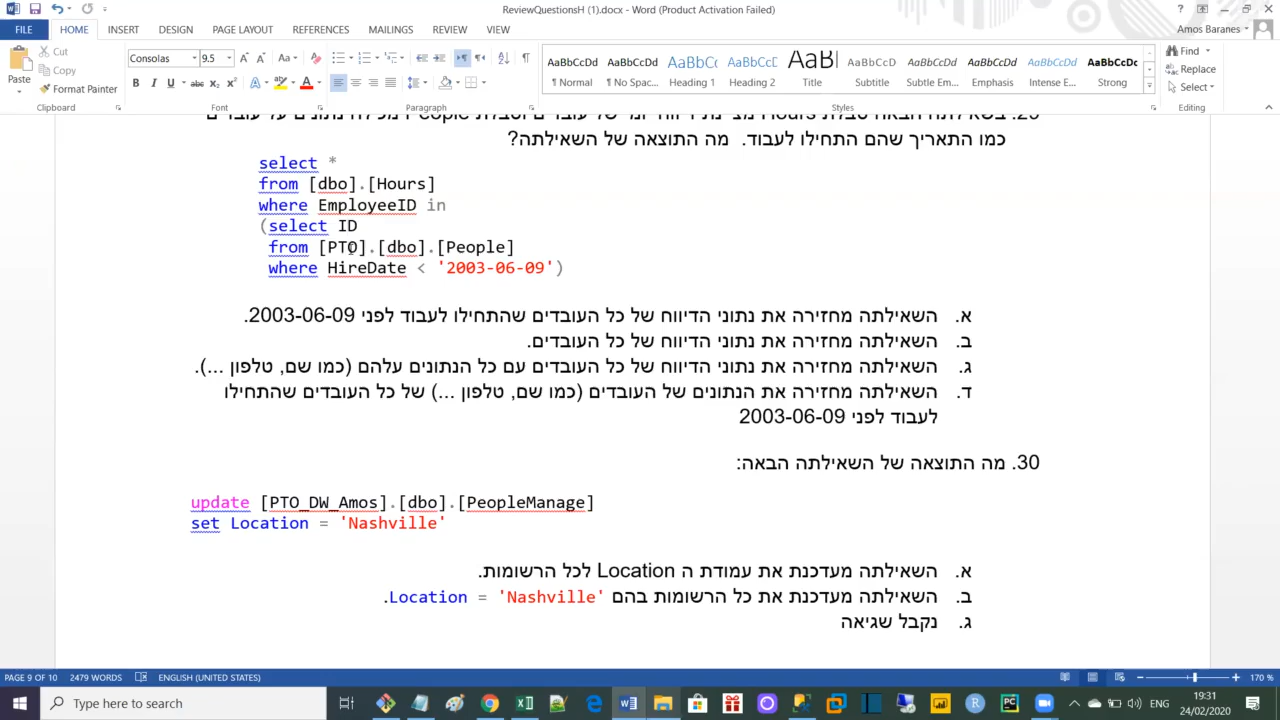 ReviewQuestionsH (1).docx - Word (Product Activation Failed)
FILE HOME INSERT DESIGN PAGE LAYOUT REFERENCES MAILINGS REVIEW VIEW Amos Baranes
Paste Cut Copy Format Painter
Consolas 9.5
AaBbCcDd AaBbCcDd AaBbCc AaBbCcC AaBl AaBbCcD AaBbCcDd AaBbCcDd AaBbCcDd AaBbCcDc
¶ Normal ¶ No Spac... Heading 1 Heading 2 Title Subtitle Subtle Em... Emphasis Intense E... Strong
Find Replace Select
Clipboard Font Paragraph Styles Editing
כמו התאריך שהם התחילו לעבוד. מה התוצאה של השאילתה?
select *
from [dbo].[Hours]
where EmployeeID in
(select ID
from [PTO].[dbo].[People]
where HireDate < '2003-06-09')
א. השאילתה מחזירה את נתוני הדיווח של כל העובדים שהתחילו לעבוד לפני 2003-06-09.
ב. השאילתה מחזירה את נתוני הדיווח של כל העובדים.
ג. השאילתה מחזירה את נתוני הדיווח של כל העובדים עם כל הנתונים עלהם (כמו שם, טלפון ...).
ד. השאילתה מחזירה את הנתונים של העובדים (כמו שם, טלפון ...) של כל העובדים שהתחילו
לעבוד לפני 2003-06-09
30. מה התוצאה של השאילתה הבאה:
update [PTO_DW_Amos].[dbo].[PeopleManage]
set Location = 'Nashville'
א. השאילתה מעדכנת את עמודת ה Location לכל הרשומות.
ב. השאילתה מעדכנת את כל הרשומות בהם Location = 'Nashville'.
ג. נקבל שגיאה
PAGE 9 OF 10 2479 WORDS ENGLISH (UNITED STATES) 170 %
Type here to search
ENG
19:31
24/02/2020